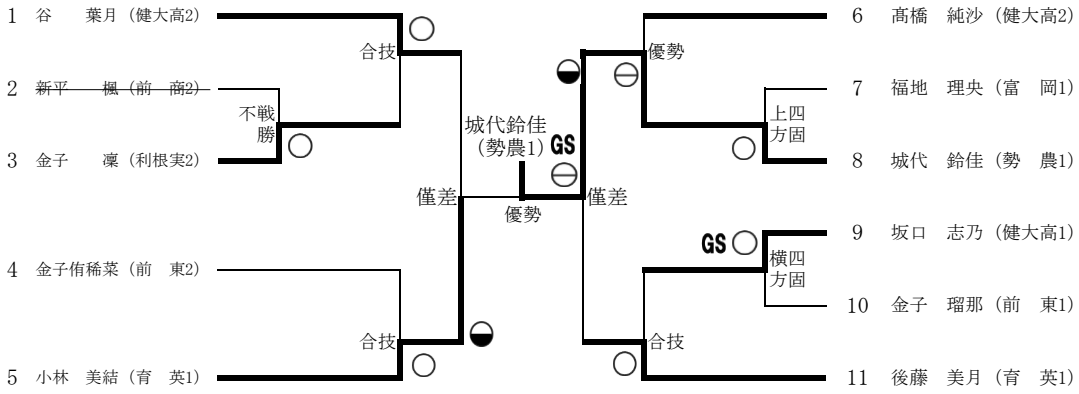 1 谷　葉月（健大高2）
合技
2 新平　楓（前　商2）
不戦
勝
3 金子　凜（利根実2）
城代鈴佳
（勢農1）
GS
僅差
優勢
4 金子侑稀菜（前　東2）
合技
5 小林　美結（育　英1）
6 髙橋　純沙（健大高2）
優勢
7 福地　理央（富　岡1）
上四
方固
8 城代　鈴佳（勢　農1）
僅差
GS
9 坂口　志乃（健大高1）
横四
方固
10 金子　瑠那（前　東1）
合技
11 後藤　美月（育　英1）